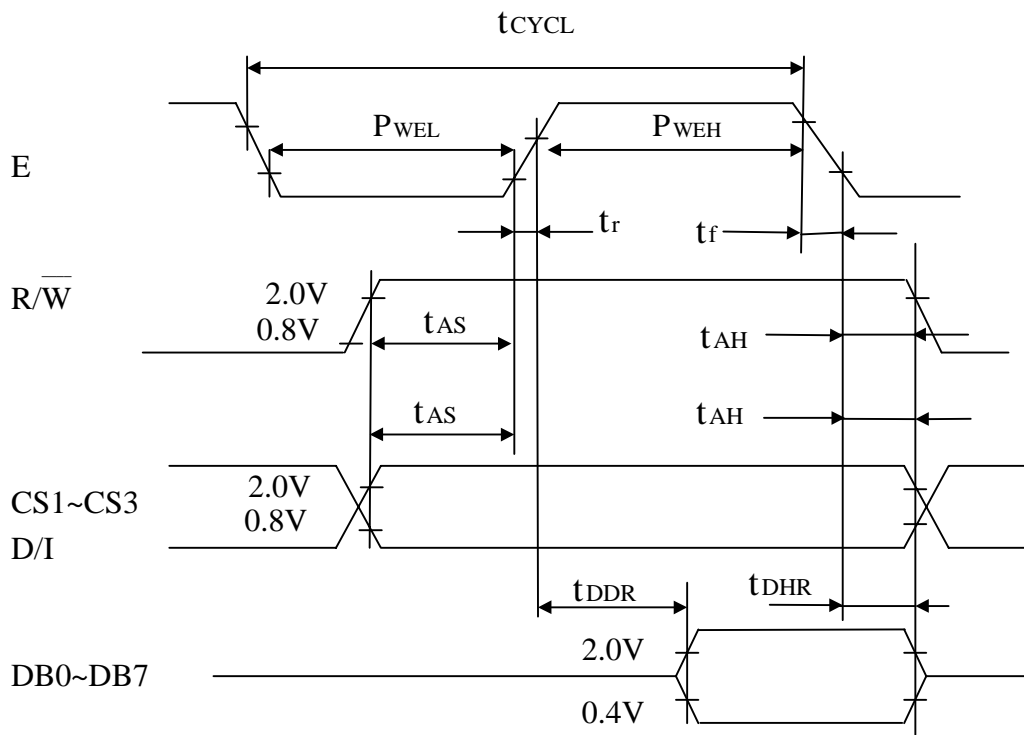 tCYCL
PWEL
PWEH
E
tr
tf
R/W̅
2.0V
0.8V
tAS
tAH
tAS
tAH
CS1~CS3
2.0V
0.8V
D/I
tDDR
tDHR
2.0V
DB0~DB7
0.4V